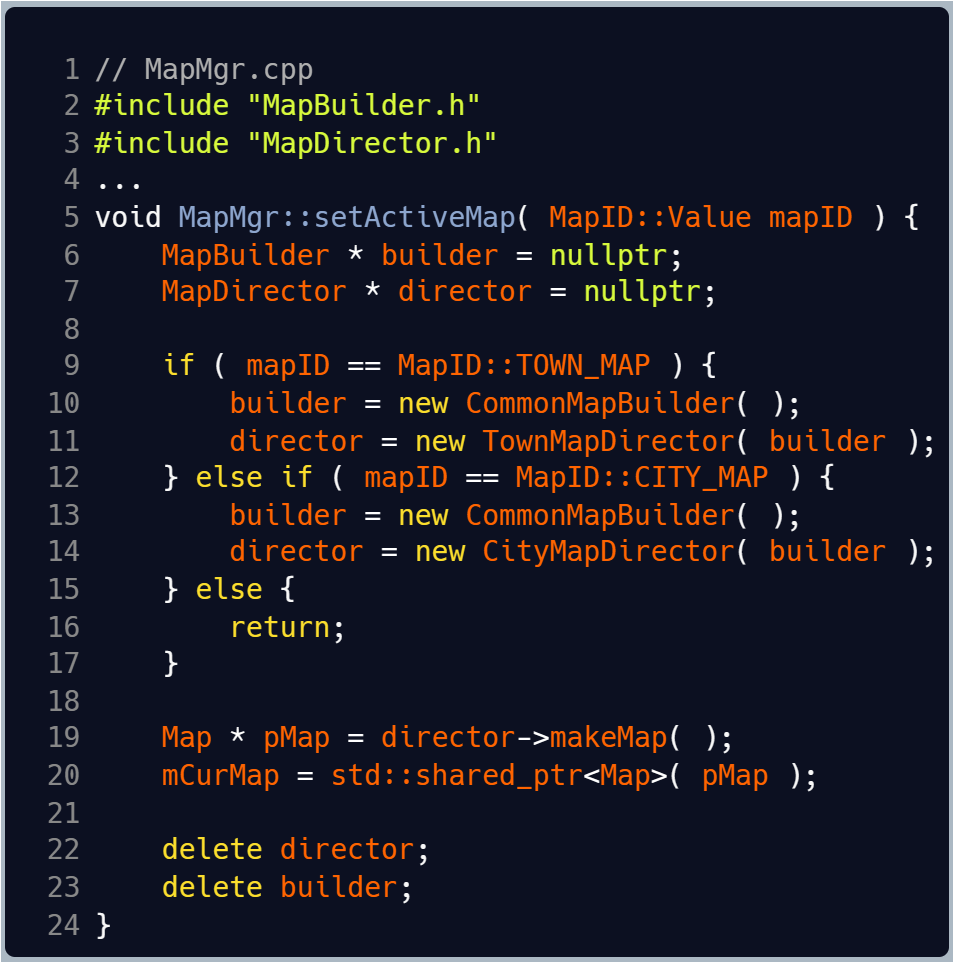 1 // MapMgr.cpp
2 #include "MapBuilder.h"
3 #include "MapDirector.h"
4 ...
5 void MapMgr::setActiveMap( MapID::Value mapID ) {
6     MapBuilder * builder = nullptr;
7     MapDirector * director = nullptr;
8
9     if ( mapID == MapID::TOWN_MAP ) {
10         builder = new CommonMapBuilder( );
11         director = new TownMapDirector( builder );
12     } else if ( mapID == MapID::CITY_MAP ) {
13         builder = new CommonMapBuilder( );
14         director = new CityMapDirector( builder );
15     } else {
16         return;
17     }
18
19     Map * pMap = director->makeMap( );
20     mCurMap = std::shared_ptr<Map>( pMap );
21
22     delete director;
23     delete builder;
24 }